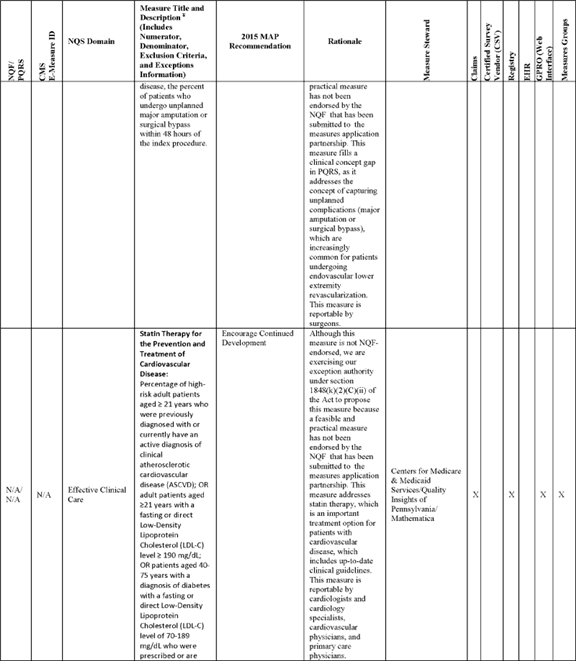 NQF/
PQRS
CMS
E-Measure ID
NQS Domain
Measure Title and
Description ¥
(Includes
Numerator,
Denominator,
Exclusion Criteria,
and Exceptions
Information)
2015 MAP
Recommendation
Rationale
Measure Steward
Claims
Certified Survey
Vendor (CSV)
Registry
EHR
GPRO (Web
Interface)
Measures Groups
disease, the percent
of patients who
undergo unplanned
major amputation or
surgical bypass
within 48 hours of
the index procedure.
practical measure
has not been
endorsed by the
NQF that has been
submitted to the
measures application
partnership. This
measure fills a
clinical concept gap
in PQRS, as it
addresses the
concept of capturing
unplanned
complications (major
amputation or
surgical bypass),
which are
increasingly
common for patients
undergoing
endovascular lower
extremity
revascularization.
This measure is
reportable by
surgeons.
N/A/
N/A
N/A
Effective Clinical
Care
Statin Therapy for
the Prevention and
Treatment of
Cardiovascular
Disease:
Percentage of high-
risk adult patients
aged ≥ 21 years who
were previously
diagnosed with or
currently have an
active diagnosis of
clinical
atherosclerotic
cardiovascular
disease (ASCVD); OR
adult patients aged
≥21 years with a
fasting or direct
Low-Density
Lipoprotein
Cholesterol (LDL-C)
level ≥ 190 mg/dL;
OR patients aged 40-
75 years with a
diagnosis of diabetes
with a fasting or
direct Low-Density
Lipoprotein
Cholesterol (LDL-C)
level of 70-189
mg/dL who were
prescribed or are
Encourage Continued
Development
Although this
measure is not NQF-
endorsed, we are
exercising our
exception authority
under section
1848(k)(2)(C)(ii) of
the Act to propose
this measure because
a feasible and
practical measure
has not been
endorsed by the
NQF that has been
submitted to the
measures application
partnership. This
measure addresses
statin therapy, which
is an important
treatment option for
patients with
cardiovascular
disease, which
includes up-to-date
clinical guidelines.
This measure is
reportable by
cardiologists and
cardiology
specialists,
cardiovascular
physicians, and
primary care
physicians.
Centers for Medicare
& Medicaid
Services/Quality
Insights of
Pennsylvania/
Mathematica
X
X
X
X